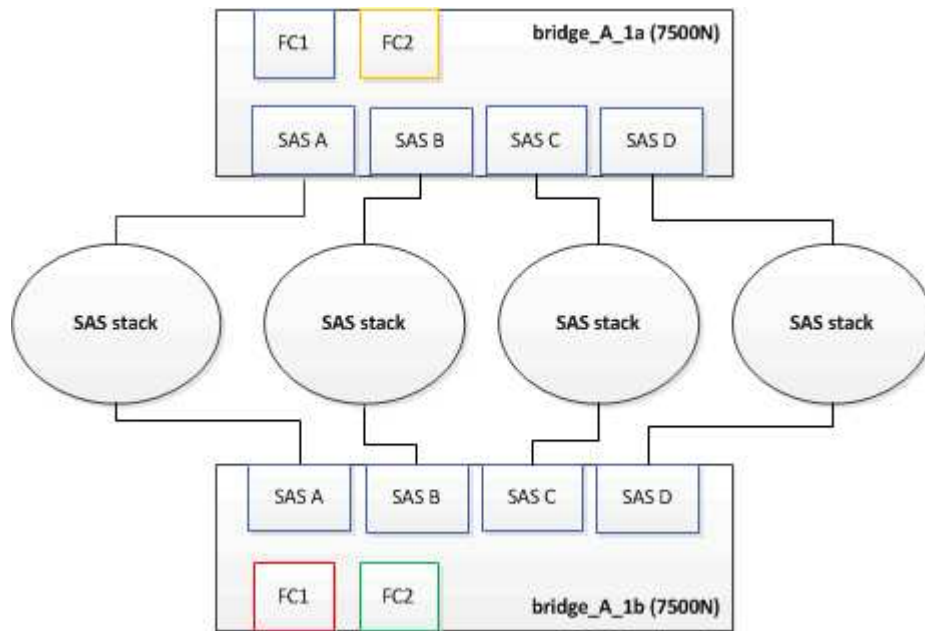 FC1 FC2 bridge_A_1a (7500N)
SAS A SAS B SAS C SAS D
SAS stack SAS stack SAS stack SAS stack
SAS A SAS B SAS C SAS D
FC1 FC2 bridge_A_1b (7500N)